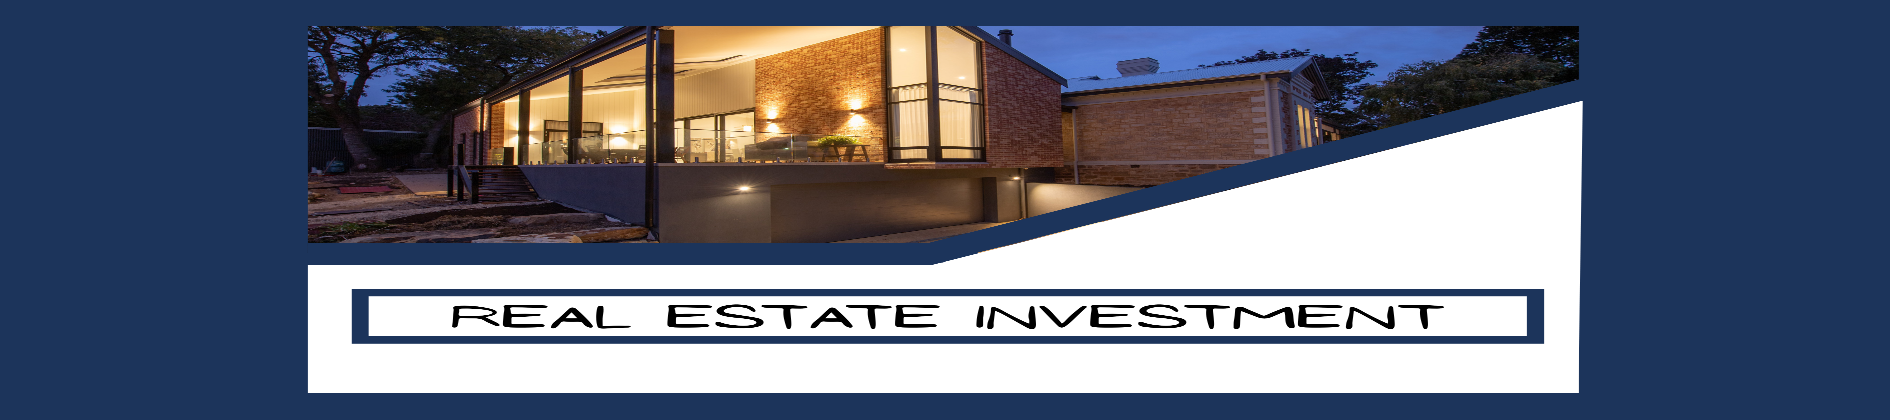 REAL ESTATE INVESTMENT